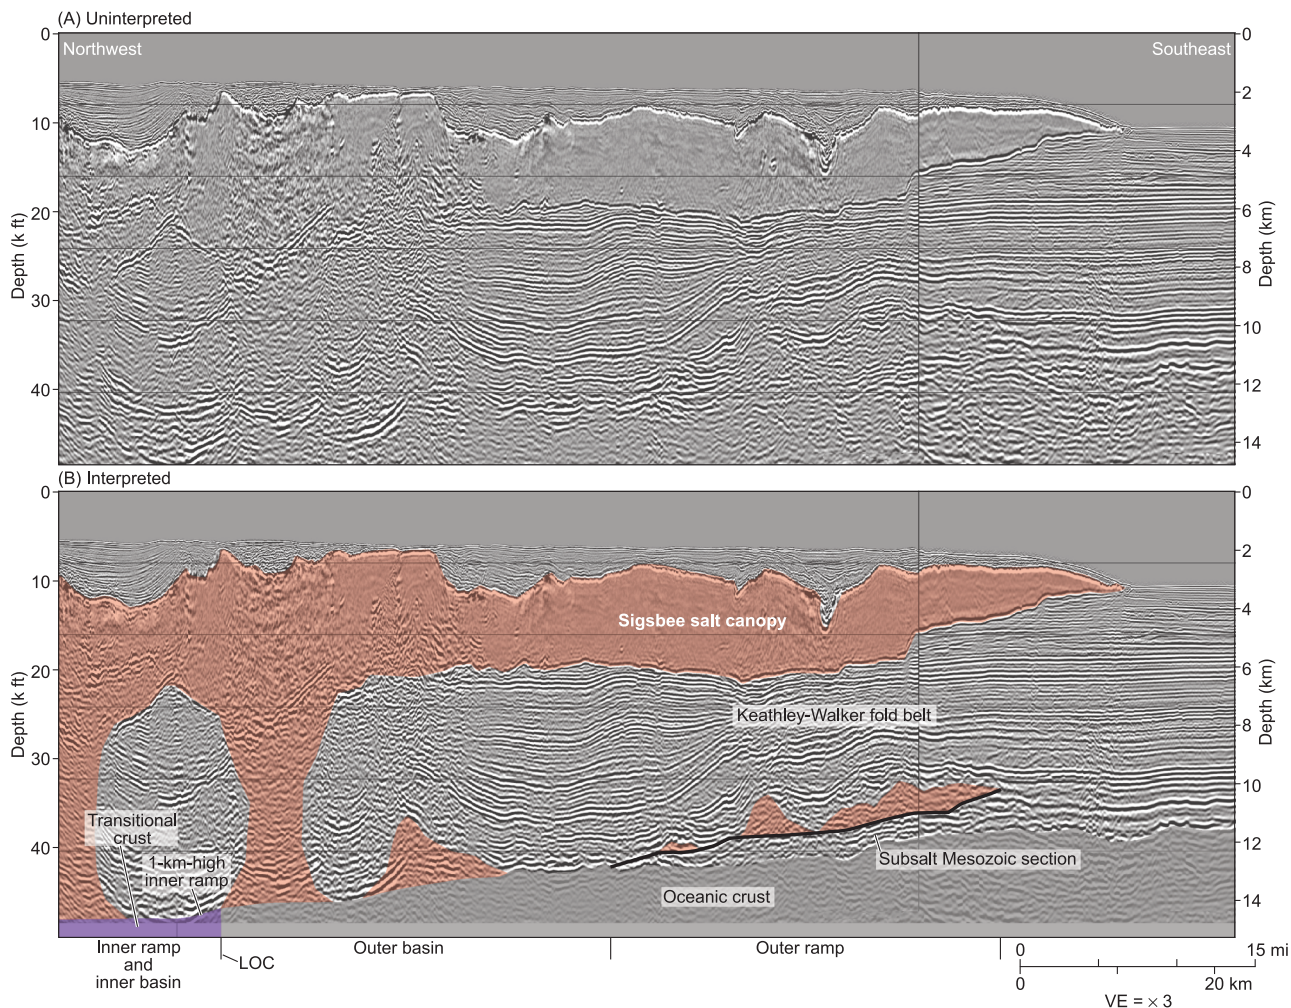 (A) Uninterpreted
Northwest
Southeast
Depth (k ft)
0
10
20
30
40
0
2
4
6
8
10
12
14
Depth (km)
(B) Interpreted
Depth (k ft)
0
10
20
30
40
0
2
4
6
8
10
12
14
Depth (km)
Sigsbee salt canopy
Keathley-Walker fold belt
Transitional
crust
1-km-high
inner ramp
Subsalt Mesozoic section
Oceanic crust
Inner ramp
and
inner basin
LOC
Outer basin
Outer ramp
0 15 mi
0 20 km
VE = × 3